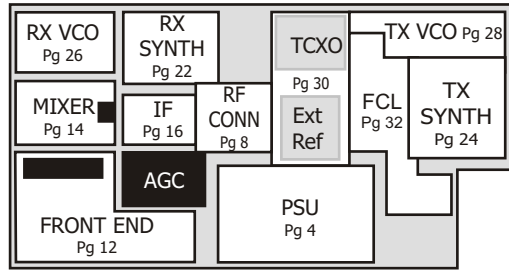 RX VCO
Pg 26
RX
SYNTH
Pg 22
TCXO
Pg 30
Ext
Ref
TX VCO Pg 28
MIXER
Pg 14
IF
Pg 16
RF
CONN
Pg 8
FCL
Pg 32
TX
SYNTH
Pg 24
AGC
FRONT END
Pg 12
PSU
Pg 4